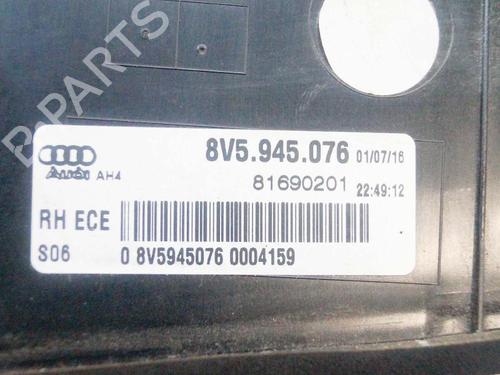 B-PARTS
8V5.945.076 01/07/16
Audi AH4 81690201 22:49:12
RH ECE
S06 0 8V5945076 0004159